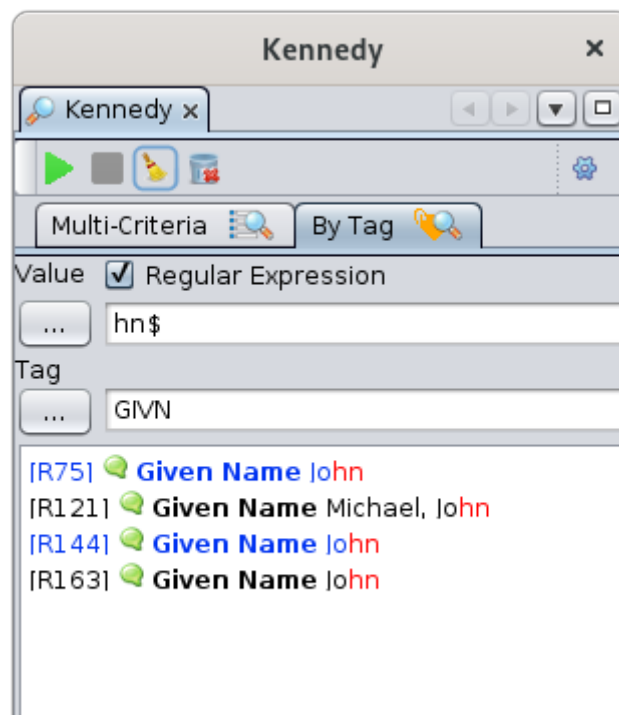 Kennedy
Kennedy
Multi-Criteria By Tag
Value Regular Expression
... hn$
Tag
... GIVN
[R75] Given Name John
[R121] Given Name Michael, John
[R144] Given Name John
[R163] Given Name John